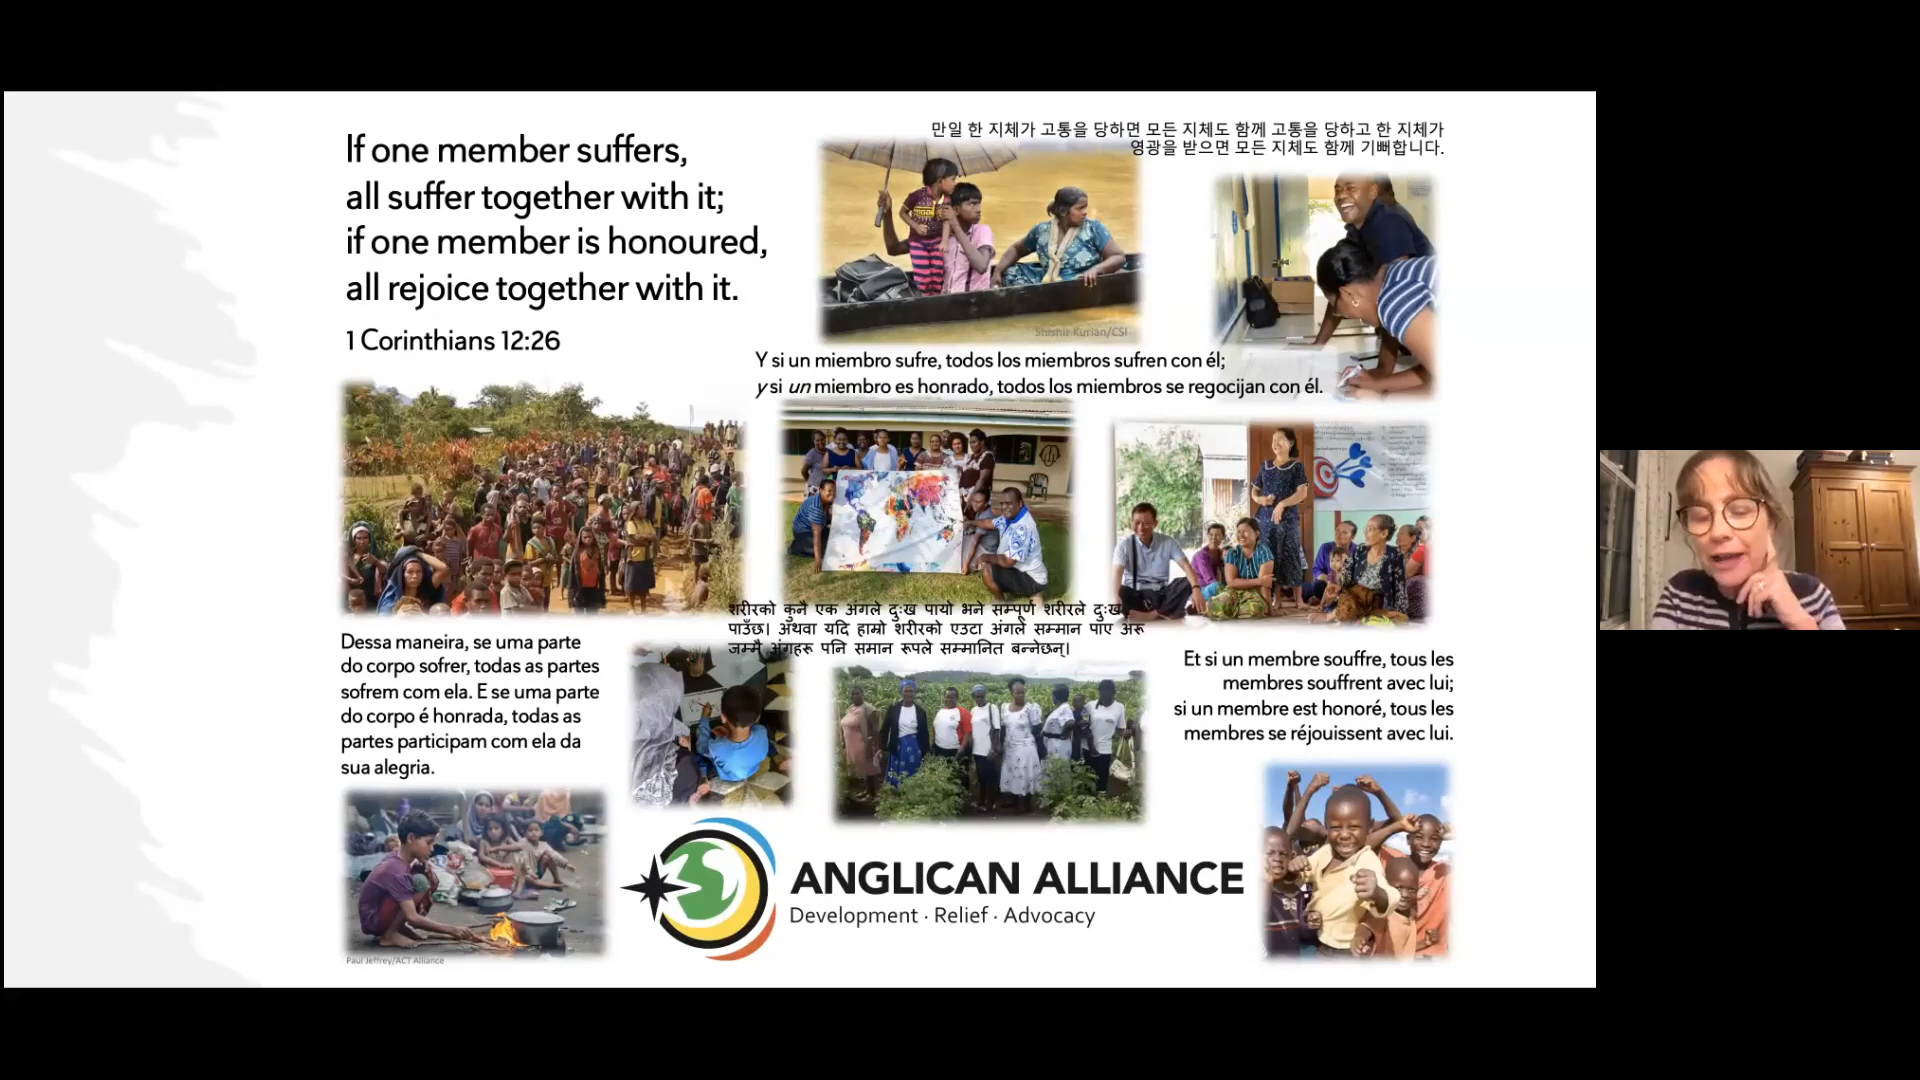 If one member suffers,
all suffer together with it;
if one member is honoured,
all rejoice together with it.
1 Corinthians 12:26
만일 한 지체가 고통을 당하면 모든 지체도 함께 고통을 당하고 한 지체가
영광을 받으면 모든 지체도 함께 기뻐합니다.
Shishir Kurian/CSI
Y si un miembro sufre, todos los miembros sufren con él;
y si un miembro es honrado, todos los miembros se regocijan con él.
शरीरको कुनै एक अंगले दुःख पायो भने सम्पूर्ण शरीरले दुःख
पाउँछ। अथवा यदि हाम्रो शरीरको एउटा अंगले सम्मान पाए अरू
जम्मै अंगहरू पनि समान रूपले सम्मानित बन्नेछन्।
Dessa maneira, se uma parte
do corpo sofrer, todas as partes
sofrem com ela. E se uma parte
do corpo é honrada, todas as
partes participam com ela da
sua alegria.
Et si un membre souffre, tous les
membres souffrent avec lui;
si un membre est honoré, tous les
membres se réjouissent avec lui.
Paul Jeffrey/ACT Alliance
ANGLICAN ALLIANCE
Development · Relief · Advocacy